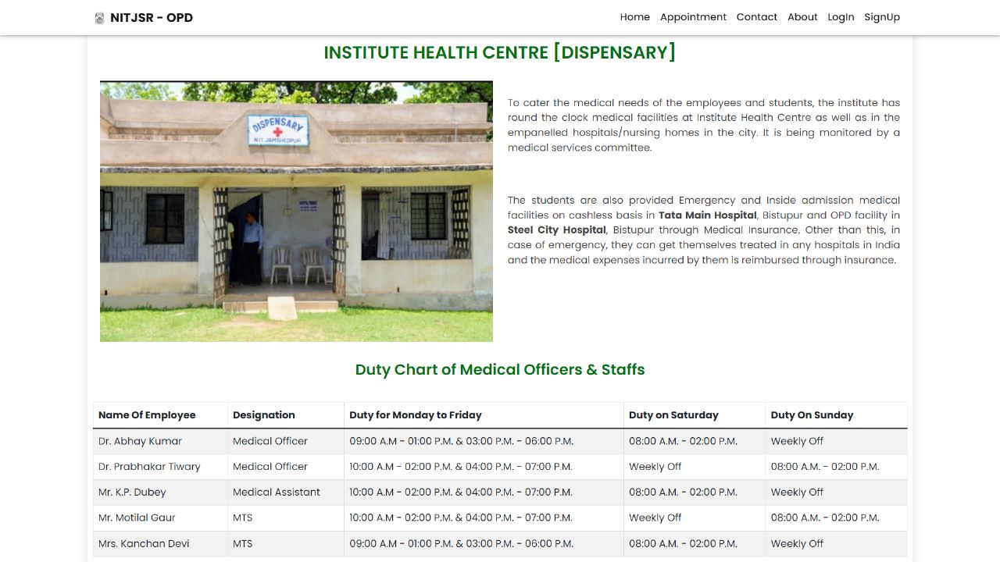 NITJSR - OPD
Home Appointment Contact About LogIn SignUp
INSTITUTE HEALTH CENTRE [DISPENSARY]
DISPENSARY
N.I.T. JAMSHEDPUR
To cater the medical needs of the employees and students, the institute has
round the clock medical facilities at Institute Health Centre as well as in the
empanelled hospitals/nursing homes in the city. It is being monitored by a
medical services committee.
The students are also provided Emergency and Inside admission medical
facilities on cashless basis in Tata Main Hospital, Bistupur and OPD facility in
Steel City Hospital, Bistupur through Medical Insurance. Other than this, in
case of emergency, they can get themselves treated in any hospitals in India
and the medical expenses incurred by them is reimbursed through insurance.
Duty Chart of Medical Officers & Staffs
Name Of Employee Designation Duty for Monday to Friday Duty on Saturday Duty On Sunday
Dr. Abhay Kumar Medical Officer 09:00 A.M - 01:00 P.M. & 03:00 P.M. - 06:00 P.M. 08:00 A.M. - 02:00 P.M. Weekly Off
Dr. Prabhakar Tiwary Medical Officer 10:00 A.M - 02:00 P.M. & 04:00 P.M. - 07:00 P.M. Weekly Off 08:00 A.M. - 02:00 P.M.
Mr. K.P. Dubey Medical Assistant 10:00 A.M - 02:00 P.M. & 04:00 P.M. - 07:00 P.M. 08:00 A.M. - 02:00 P.M. Weekly Off
Mr. Motilal Gaur MTS 10:00 A.M - 02:00 P.M. & 04:00 P.M. - 07:00 P.M. Weekly Off 08:00 A.M. - 02:00 P.M.
Mrs. Kanchan Devi MTS 09:00 A.M - 01:00 P.M. & 03:00 P.M. - 06:00 P.M. 08:00 A.M. - 02:00 P.M. Weekly Off